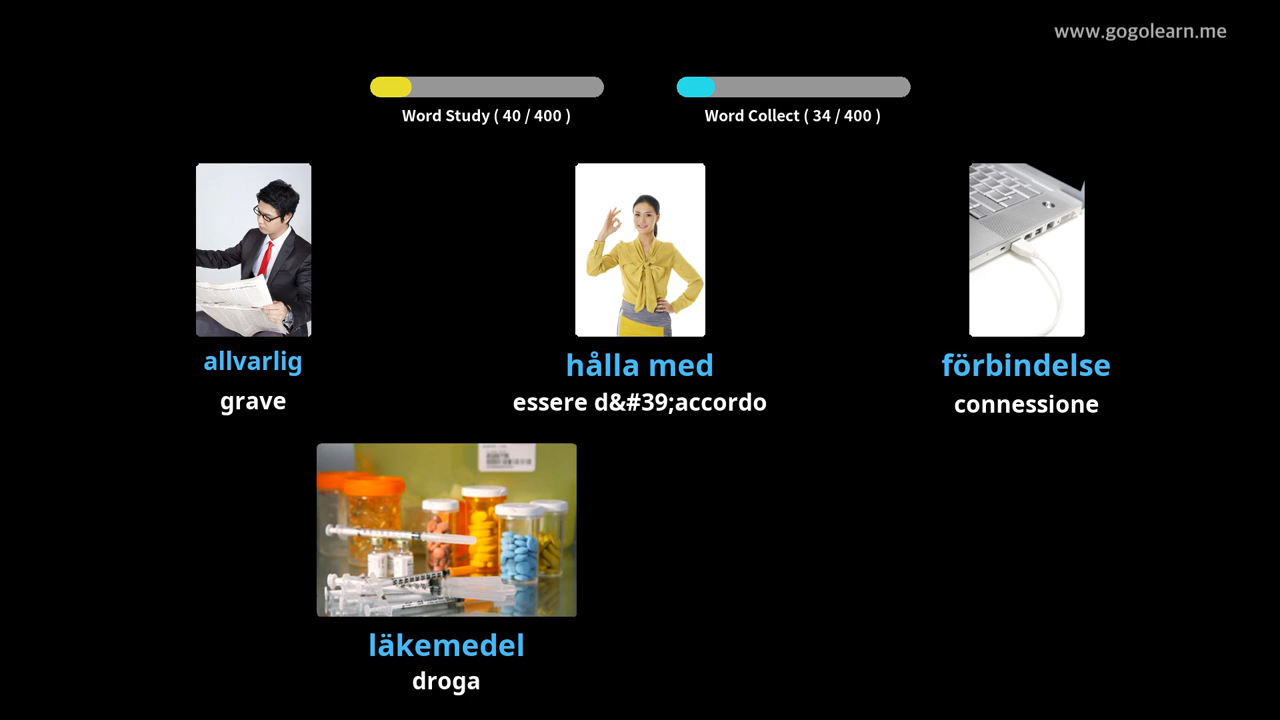 www.gogolearn.me
Word Study ( 40 / 400 )
Word Collect ( 34 / 400 )
allvarlig
grave
hålla med
essere d&#39;accordo
förbindelse
connessione
läkemedel
droga